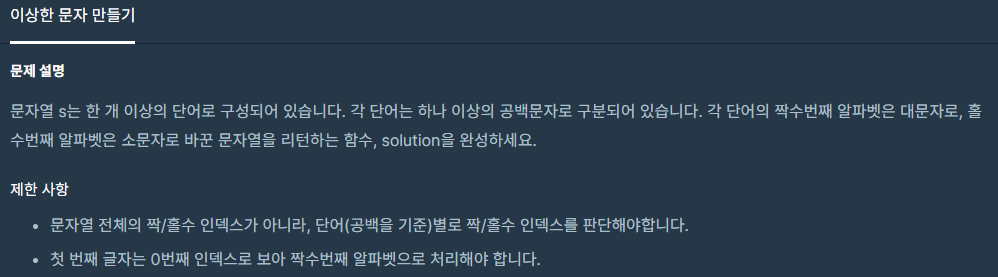 이상한 문자 만들기
문제 설명
문자열 s는 한 개 이상의 단어로 구성되어 있습니다. 각 단어는 하나 이상의 공백문자로 구분되어 있습니다. 각 단어의 짝수번째 알파벳은 대문자로, 홀
수번째 알파벳은 소문자로 바꾼 문자열을 리턴하는 함수, solution을 완성하세요.
제한 사항
• 문자열 전체의 짝/홀수 인덱스가 아니라, 단어(공백을 기준)별로 짝/홀수 인덱스를 판단해야합니다.
• 첫 번째 글자는 0번째 인덱스로 보아 짝수번째 알파벳으로 처리해야 합니다.